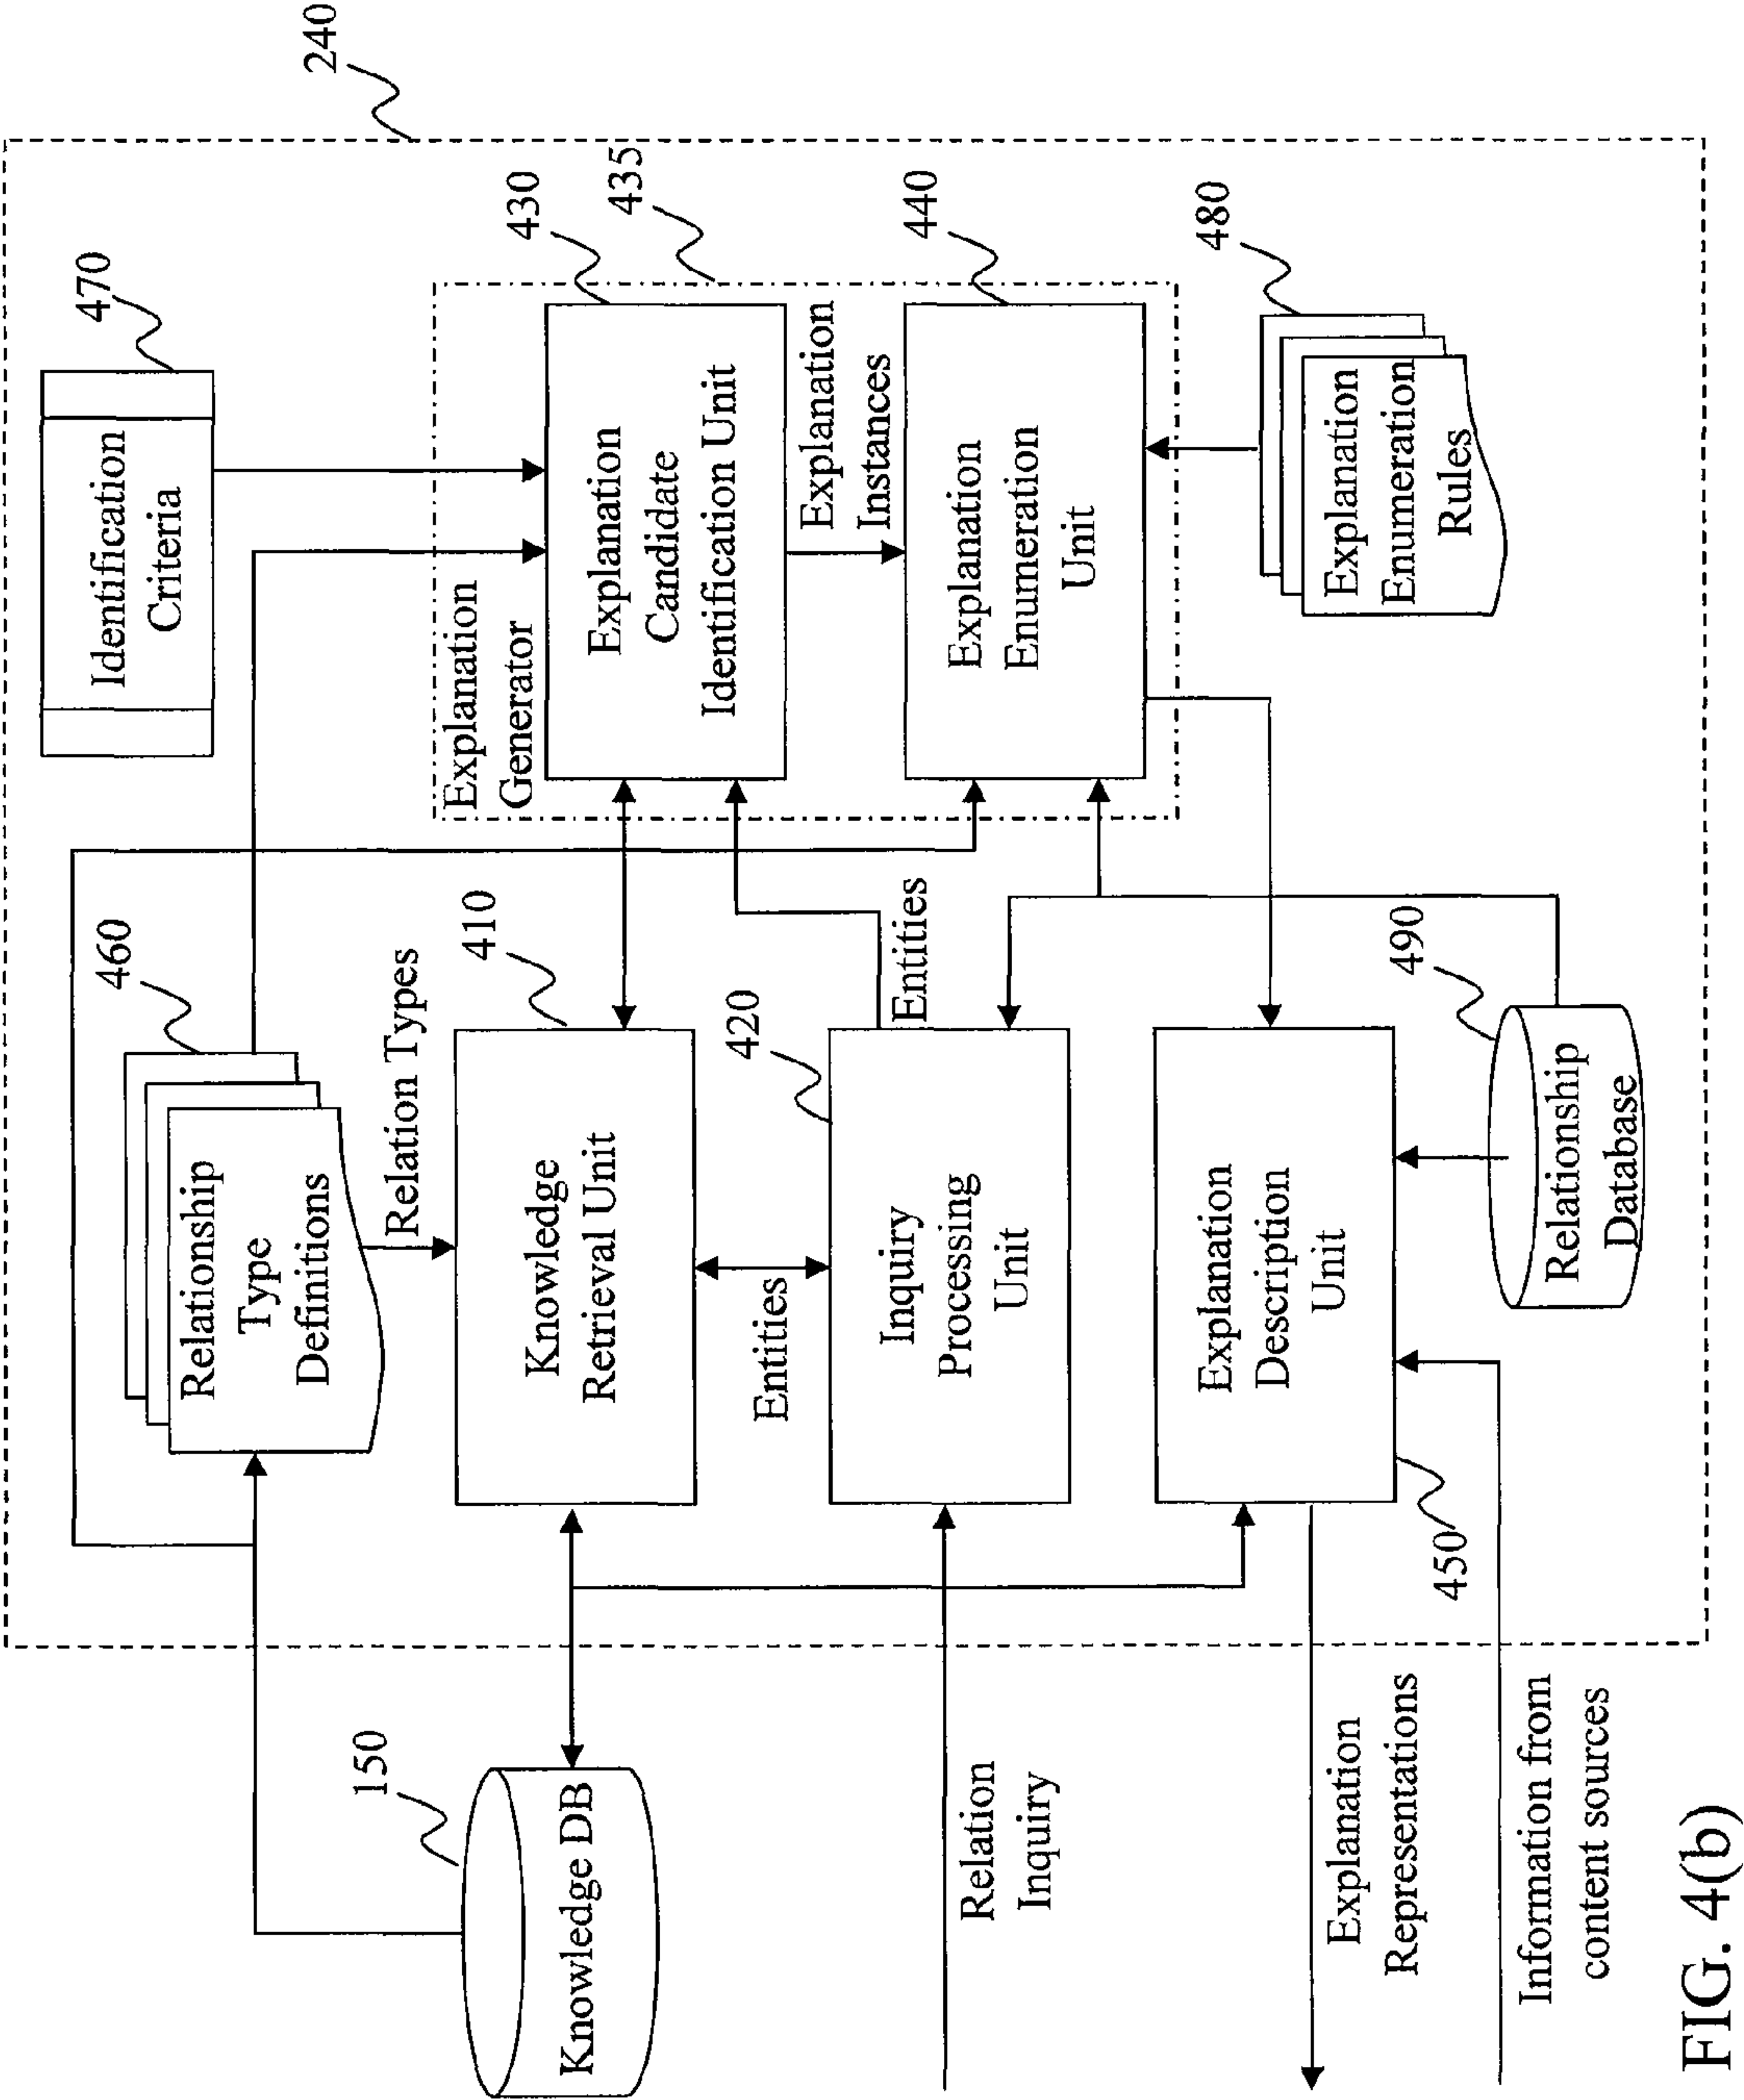 240
470
Identification
Criteria
460
Relationship
Type
Definitions
Relation Types
Explanation
Generator
430
435
Explanation
Candidate
Identification Unit
Explanation
Instances
440
Explanation
Enumeration
Unit
480
Explanation
Enumeration
Rules
150
Knowledge DB
410
Knowledge
Retrieval Unit
Entities
420
Inquiry
Processing
Unit
Entities
Relation
Inquiry
Explanation
Description
Unit
450
490
Relationship
Database
Explanation
Representations
Information from
content sources
FIG. 4(b)